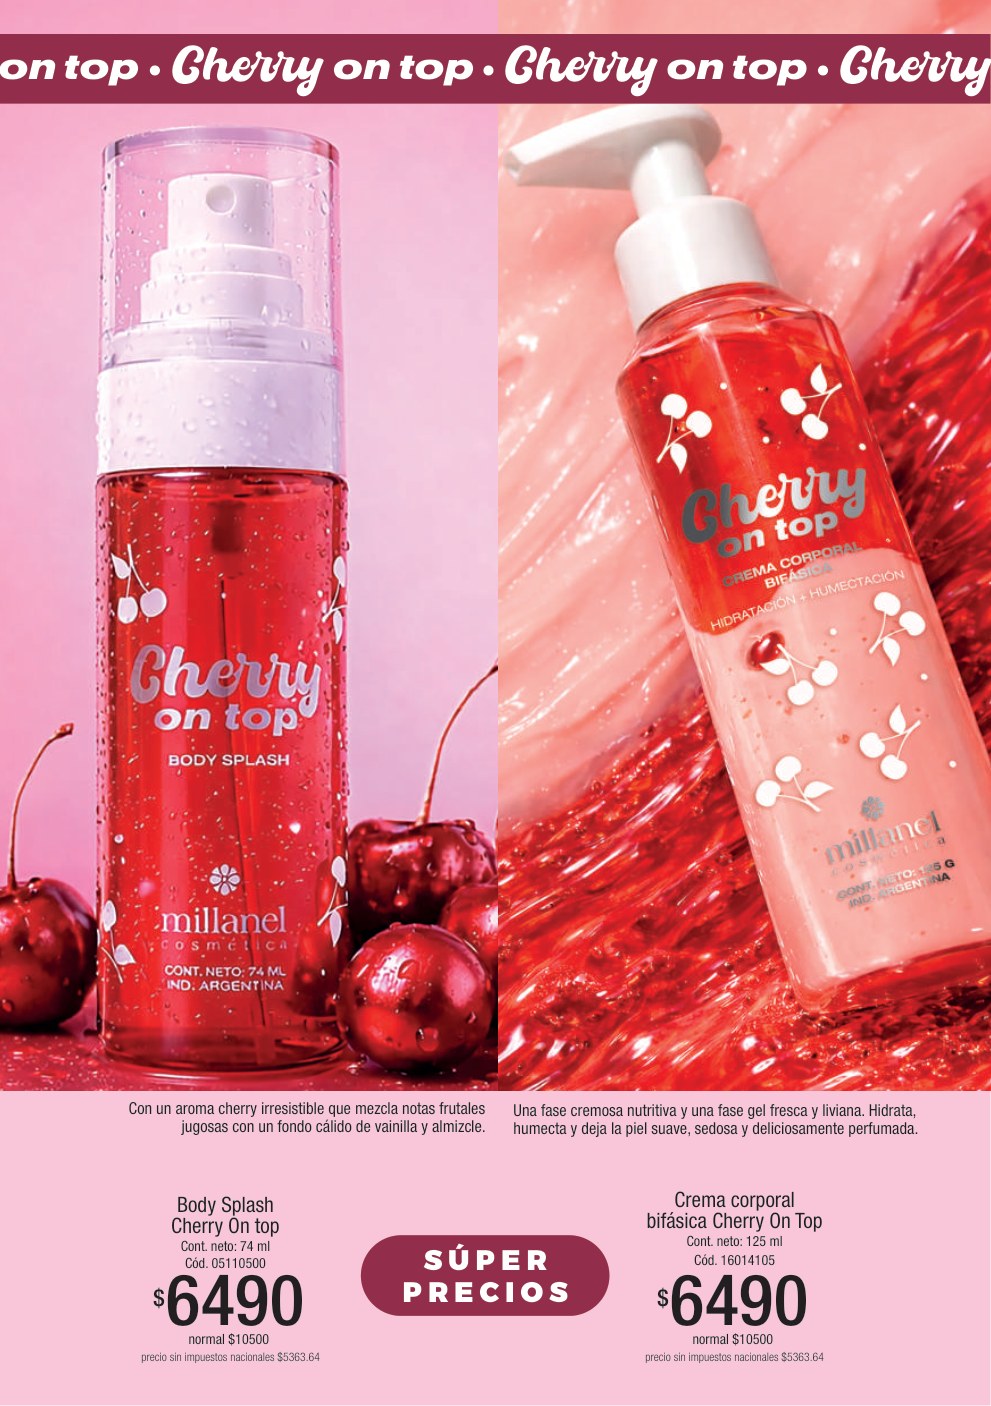 on top • Cherry on top • Cherry on top • Cherry
Cherry
on top
BODY SPLASH
millanel
cosmética
CONT. NETO: 74 ML
IND. ARGENTINA
Cherry
on top
CREMA CORPORAL
BIFÁSICA
HIDRATACIÓN + HUMECTACIÓN
millanel
cosmética
CONT. NETO: G
IND. ARGENTINA
Con un aroma cherry irresistible que mezcla notas frutales
jugosas con un fondo cálido de vainilla y almizcle.
Una fase cremosa nutritiva y una fase gel fresca y liviana. Hidrata,
humecta y deja la piel suave, sedosa y deliciosamente perfumada.
Body Splash
Cherry On top
Cont. neto: 74 ml
Cód. 05110500
$6490
normal $10500
precio sin impuestos nacionales $5363.64
SÚPER
PRECIOS
Crema corporal
bifásica Cherry On Top
Cont. neto: 125 ml
Cód. 16014105
$6490
normal $10500
precio sin impuestos nacionales $5363.64